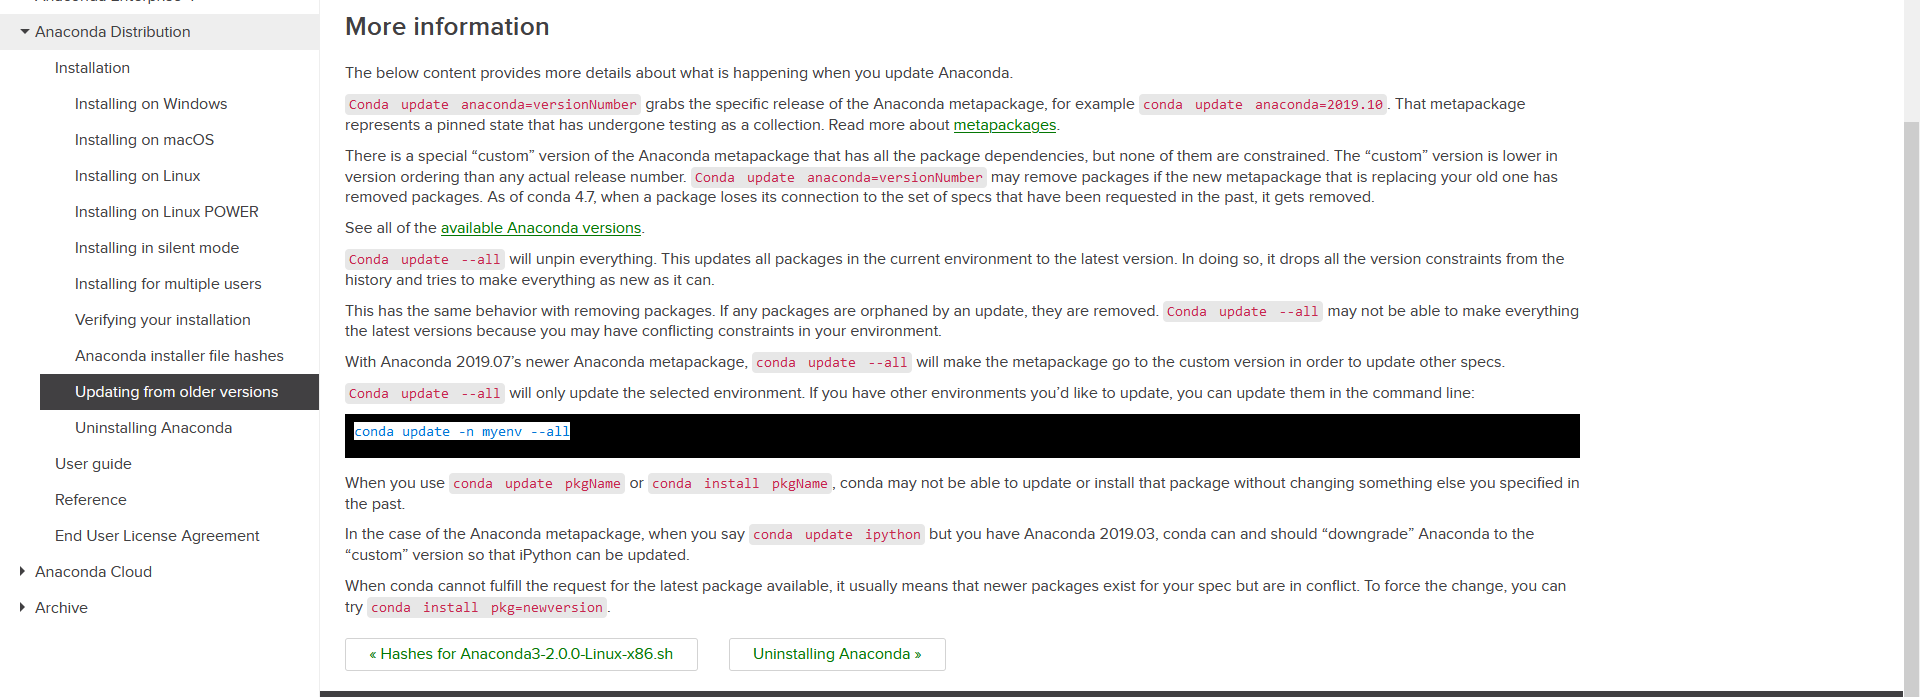 Anaconda Distribution
Installation
Installing on Windows
Installing on macOS
Installing on Linux
Installing on Linux POWER
Installing in silent mode
Installing for multiple users
Verifying your installation
Anaconda installer file hashes
Updating from older versions
Uninstalling Anaconda
User guide
Reference
End User License Agreement
Anaconda Cloud
Archive
More information
The below content provides more details about what is happening when you update Anaconda.
Conda update anaconda=versionNumber grabs the specific release of the Anaconda metapackage, for example conda update anaconda=2019.10. That metapackage
represents a pinned state that has undergone testing as a collection. Read more about metapackages.
There is a special “custom” version of the Anaconda metapackage that has all the package dependencies, but none of them are constrained. The “custom” version is lower in
version ordering than any actual release number. Conda update anaconda=versionNumber may remove packages if the new metapackage that is replacing your old one has
removed packages. As of conda 4.7, when a package loses its connection to the set of specs that have been requested in the past, it gets removed.
See all of the available Anaconda versions.
Conda update --all will unpin everything. This updates all packages in the current environment to the latest version. In doing so, it drops all the version constraints from the
history and tries to make everything as new as it can.
This has the same behavior with removing packages. If any packages are orphaned by an update, they are removed. Conda update --all may not be able to make everything
the latest versions because you may have conflicting constraints in your environment.
With Anaconda 2019.07’s newer Anaconda metapackage, conda update --all will make the metapackage go to the custom version in order to update other specs.
Conda update --all will only update the selected environment. If you have other environments you’d like to update, you can update them in the command line:
conda update -n myenv --all
When you use conda update pkgName or conda install pkgName, conda may not be able to update or install that package without changing something else you specified in
the past.
In the case of the Anaconda metapackage, when you say conda update ipython but you have Anaconda 2019.03, conda can and should “downgrade” Anaconda to the
“custom” version so that iPython can be updated.
When conda cannot fulfill the request for the latest package available, it usually means that newer packages exist for your spec but are in conflict. To force the change, you can
try conda install pkg=newversion.
« Hashes for Anaconda3-2.0.0-Linux-x86.sh
Uninstalling Anaconda »